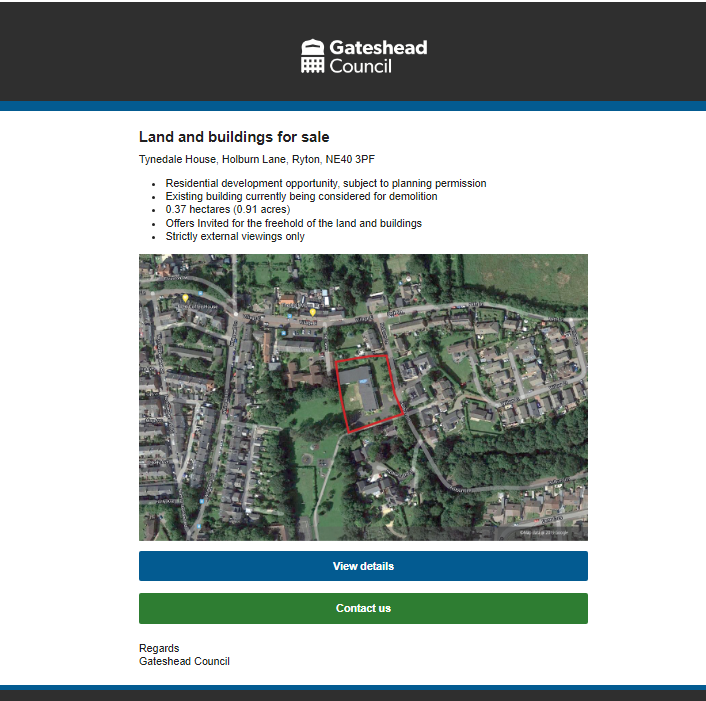 Gateshead
Council
Land and buildings for sale
Tynedale House, Holburn Lane, Ryton, NE40 3PF
Residential development opportunity, subject to planning permission
Existing building currently being considered for demolition
0.37 hectares (0.91 acres)
Offers Invited for the freehold of the land and buildings
Strictly external viewings only
View details
Contact us
Regards
Gateshead Council